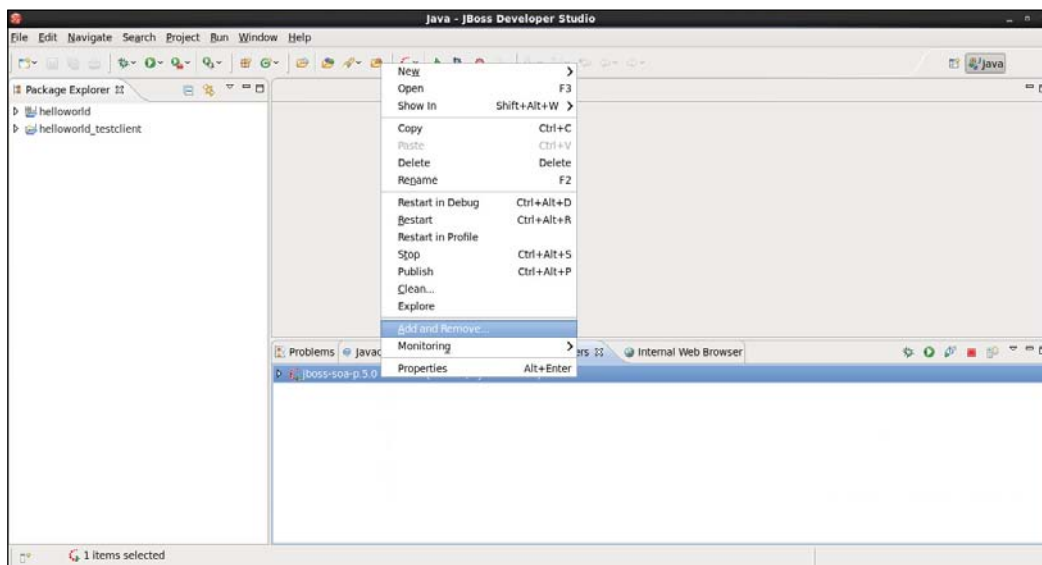 Java - JBoss Developer Studio
File Edit Navigate Search Project Run Window Help
Java
Package Explorer
helloworld
helloworld_testclient
New
Open F3
Show In Shift+Alt+W
Copy Ctrl+C
Paste Ctrl+V
Delete Delete
Rename F2
Restart in Debug Ctrl+Alt+D
Restart Ctrl+Alt+R
Restart in Profile
Stop Ctrl+Alt+S
Publish Ctrl+Alt+P
Clean...
Explore
Add and Remove...
Monitoring
Properties Alt+Enter
Problems Javad ers Internal Web Browser
jboss-soa-p.5.0
1 items selected